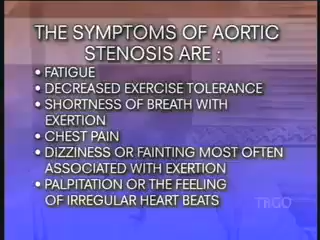 THE SYMPTOMS OF AORTIC
STENOSIS ARE :
• FATIGUE
• DECREASED EXERCISE TOLERANCE
• SHORTNESS OF BREATH WITH
EXERTION
• CHEST PAIN
• DIZZINESS OR FAINTING MOST OFTEN
ASSOCIATED WITH EXERTION
• PALPITATION OR THE FEELING
OF IRREGULAR HEART BEATS